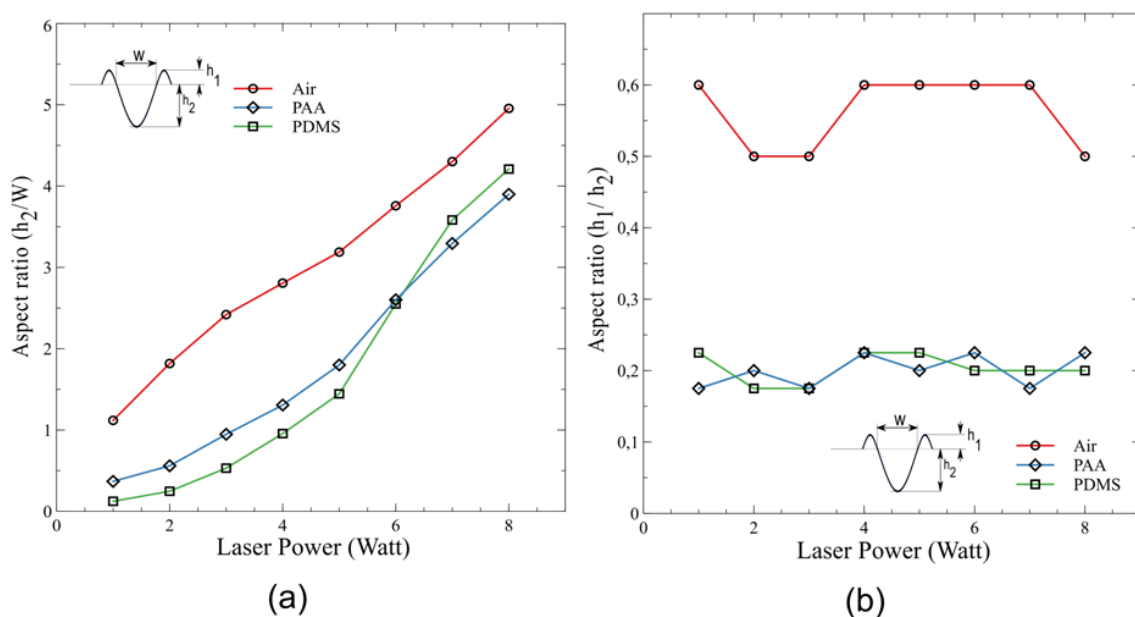 6
5
4
3
2
1
0
0
2
4
6
8
Aspect ratio (h2/W)
Laser Power (Watt)
W
h1
h2
Air
PAA
PDMS
(a)
0,6
0,5
0,4
0,3
0,2
0,1
0
0
2
4
6
8
Aspect ratio (h1/ h2)
Laser Power (Watt)
W
h1
h2
Air
PAA
PDMS
(b)